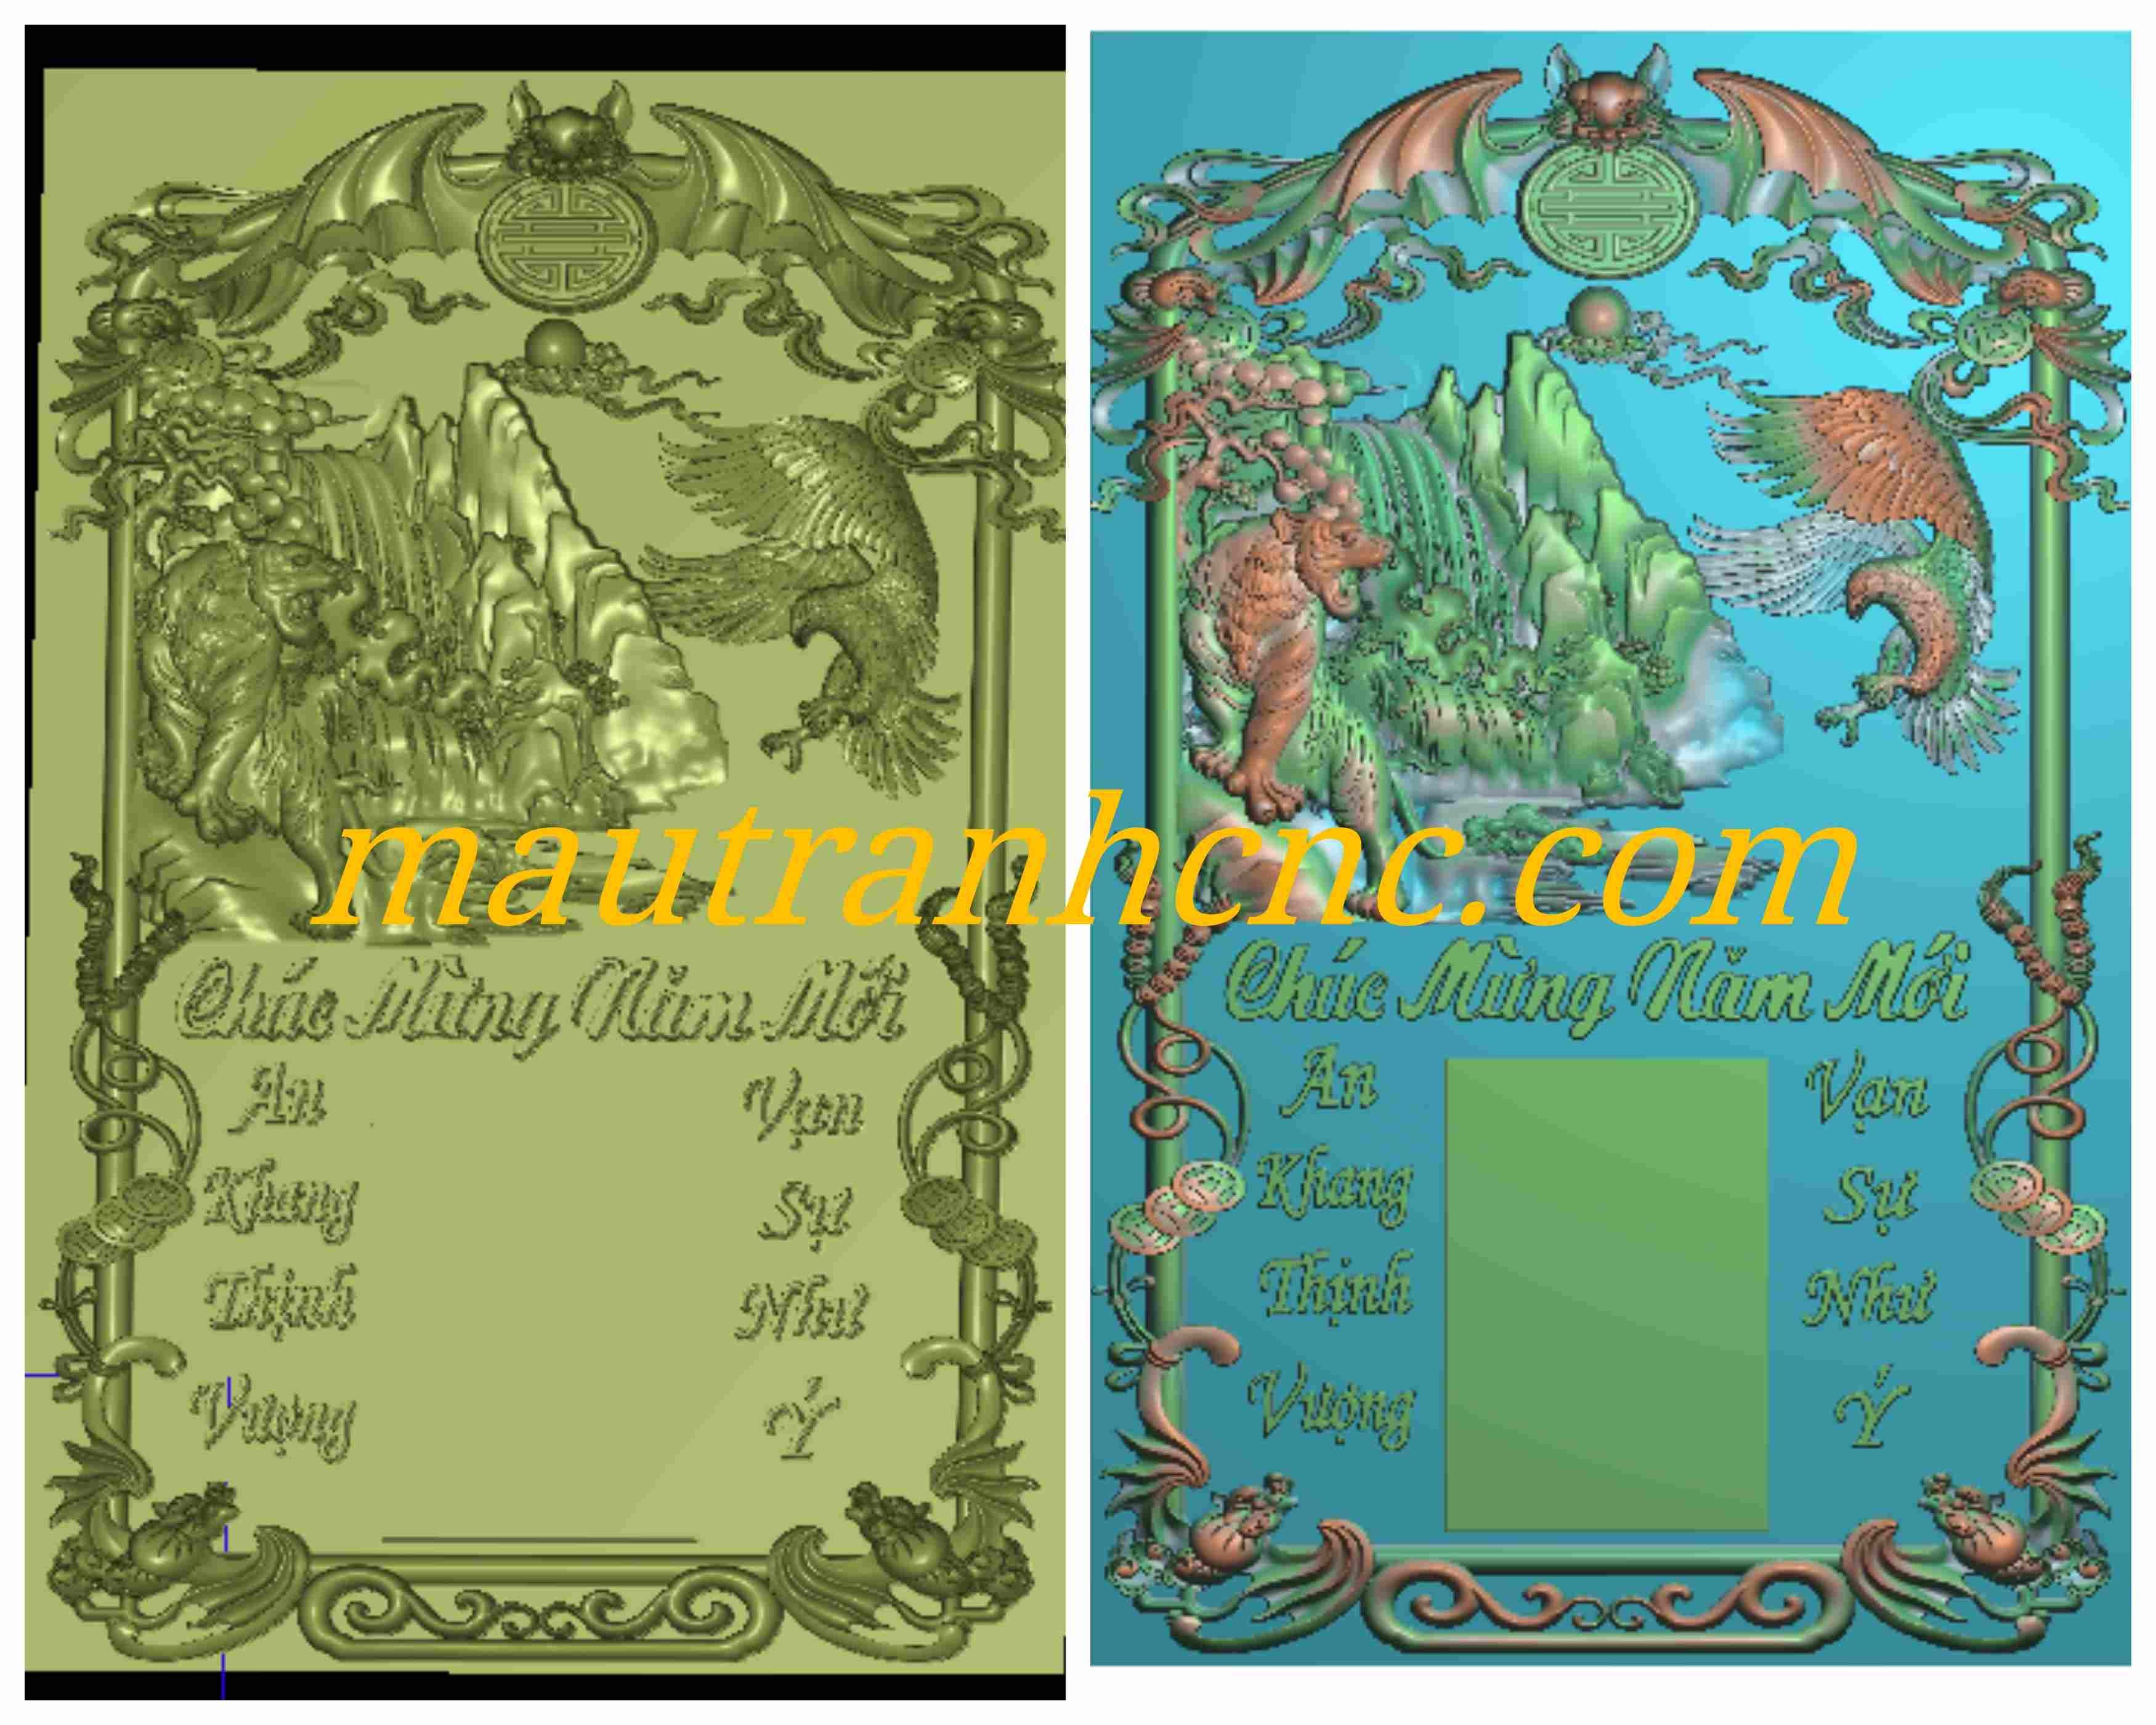 mautranhcnc.com
Chúc Mừng Năm Mới
An
Khang
Thịnh
Vượng
Vạn
Sự
Như
Ý
Chúc Mừng Năm Mới
An
Khang
Thịnh
Vượng
Vạn
Sự
Như
Ý